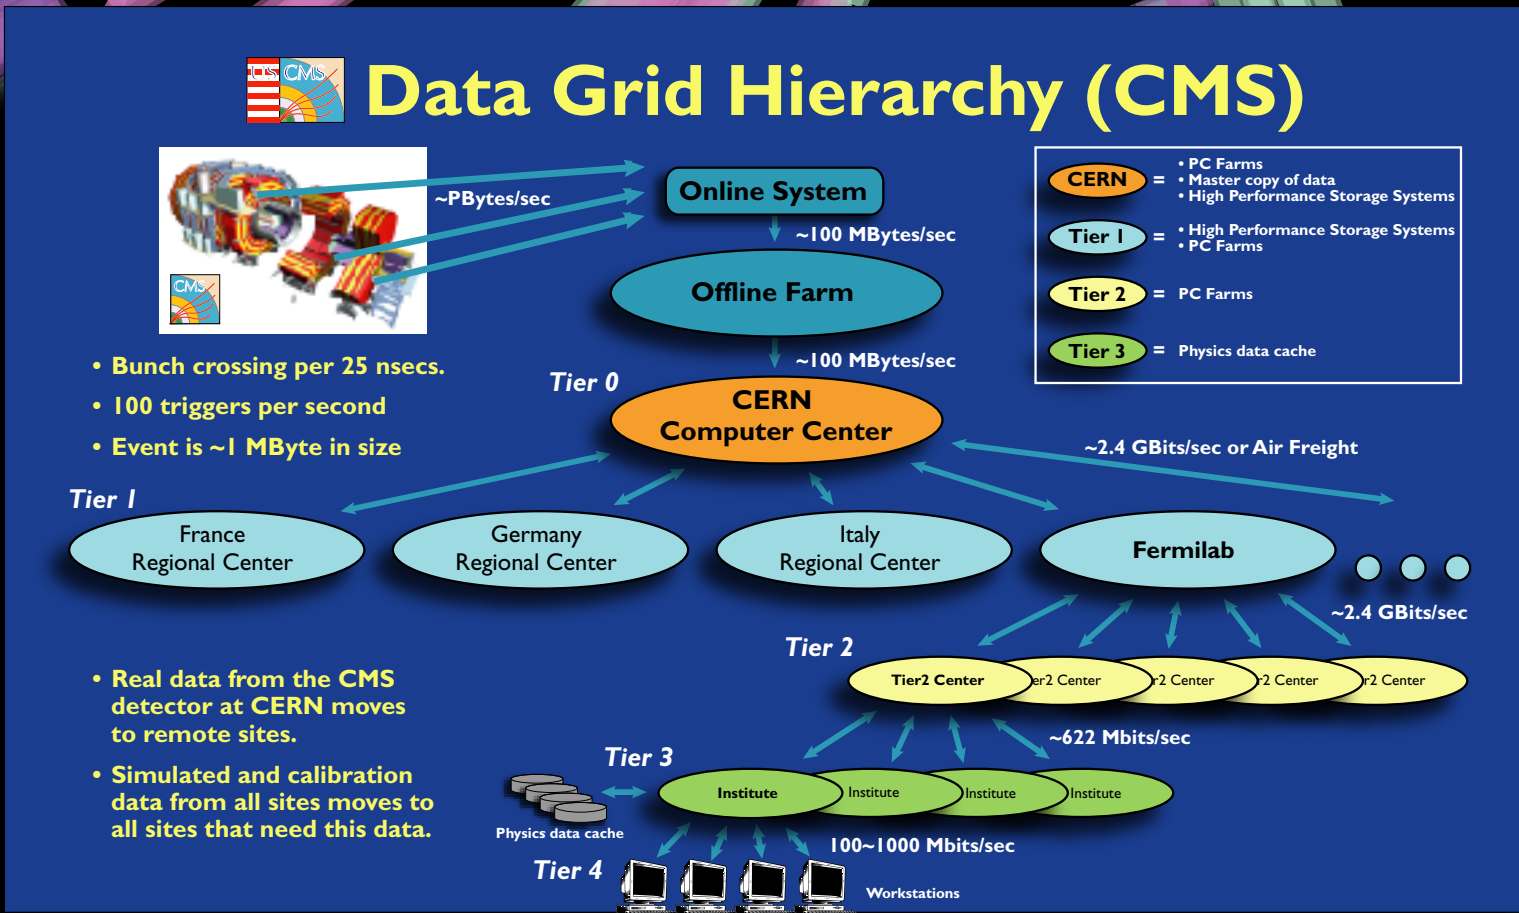 US CMS
Data Grid Hierarchy (CMS)
CMS
~PBytes/sec
Online System
~100 MBytes/sec
Offline Farm
~100 MBytes/sec
CERN
=
• PC Farms
• Master copy of data
• High Performance Storage Systems
Tier 1
=
• High Performance Storage Systems
• PC Farms
Tier 2
=
PC Farms
Tier 3
=
Physics data cache
• Bunch crossing per 25 nsecs.
• 100 triggers per second
• Event is ~1 MByte in size
Tier 0
CERN
Computer Center
~2.4 GBits/sec or Air Freight
Tier 1
France
Regional Center
Germany
Regional Center
Italy
Regional Center
Fermilab
~2.4 GBits/sec
Tier 2
Tier2 Center
er2 Center
r2 Center
r2 Center
r2 Center
~622 Mbits/sec
• Real data from the CMS
detector at CERN moves
to remote sites.
• Simulated and calibration
data from all sites moves to
all sites that need this data.
Tier 3
Institute
Institute
Institute
Institute
Physics data cache
100~1000 Mbits/sec
Tier 4
Workstations